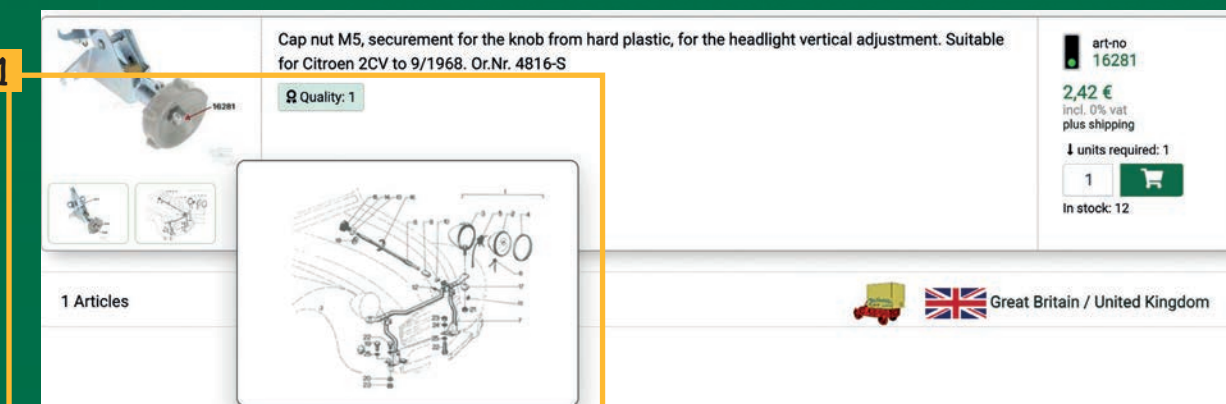 1
Cap nut M5, securement for the knob from hard plastic, for the headlight vertical adjustment. Suitable
for Citroen 2CV to 9/1968. Or.Nr. 4816-S
Quality: 1
16281
art-no
16281
2,42 €
incl. 0% vat
plus shipping
units required: 1
1
In stock: 12
1 Articles
Great Britain / United Kingdom